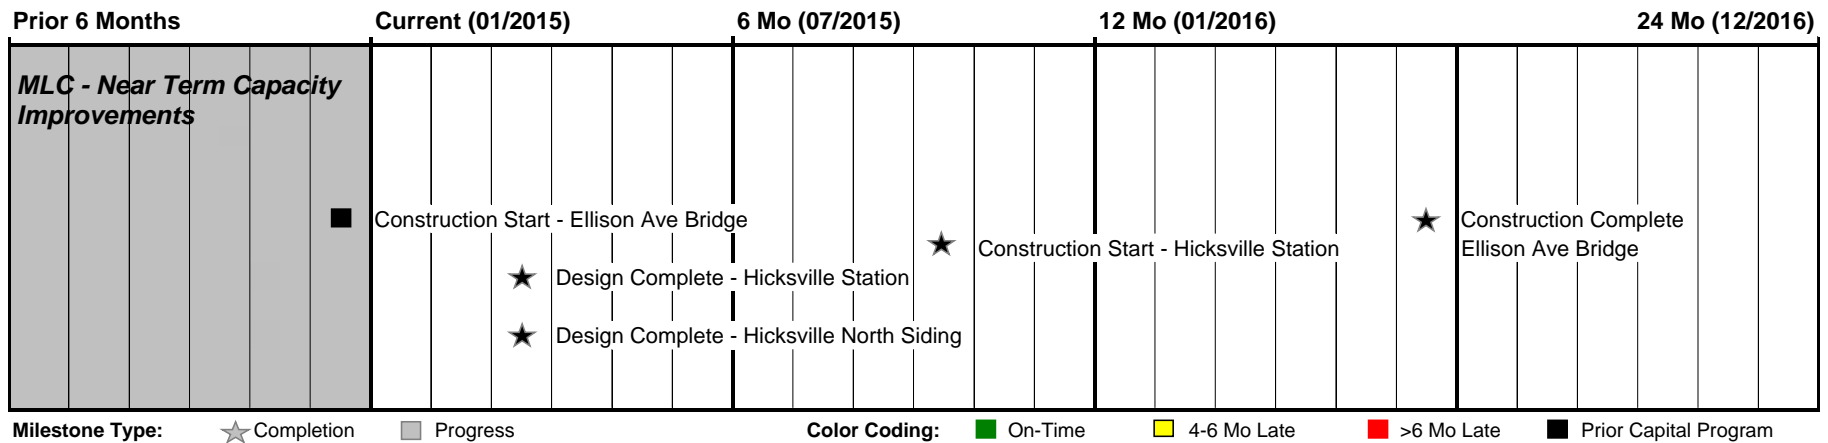 Prior 6 Months Current (01/2015) 6 Mo (07/2015) 12 Mo (01/2016) 24 Mo (12/2016)
MLC - Near Term Capacity
Improvements
Construction Start - Ellison Ave Bridge
Construction Complete
Ellison Ave Bridge
Construction Start - Hicksville Station
Design Complete - Hicksville Station
Design Complete - Hicksville North Siding
Milestone Type: Completion Progress Color Coding: On-Time 4-6 Mo Late >6 Mo Late Prior Capital Program